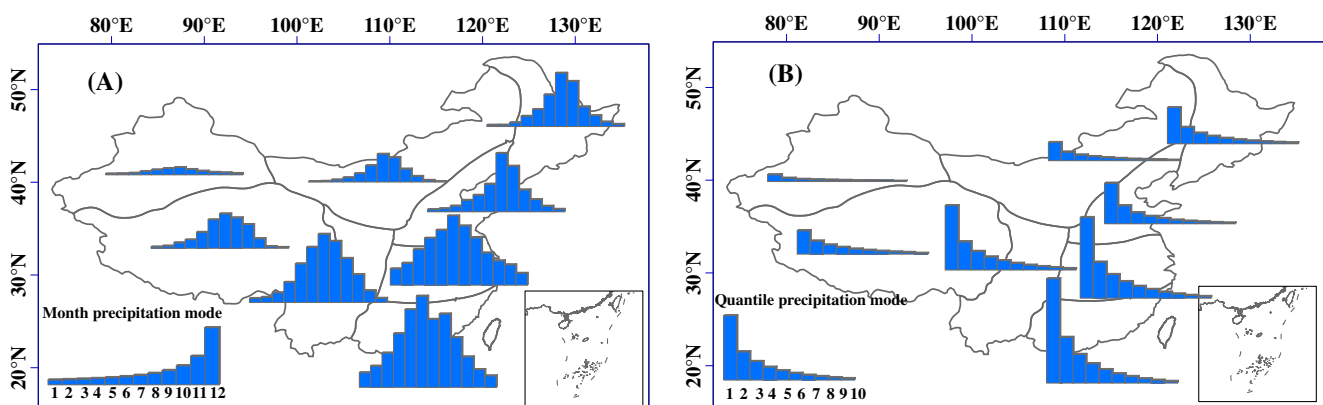 80°E 90°E 100°E 110°E 120°E 130°E
(A)
50°N
40°N
30°N
20°N
Month precipitation mode
1 2 3 4 5 6 7 8 9 10 11 12
80°E 90°E 100°E 110°E 120°E 130°E
(B)
50°N
40°N
30°N
20°N
Quantile precipitation mode
1 2 3 4 5 6 7 8 9 10